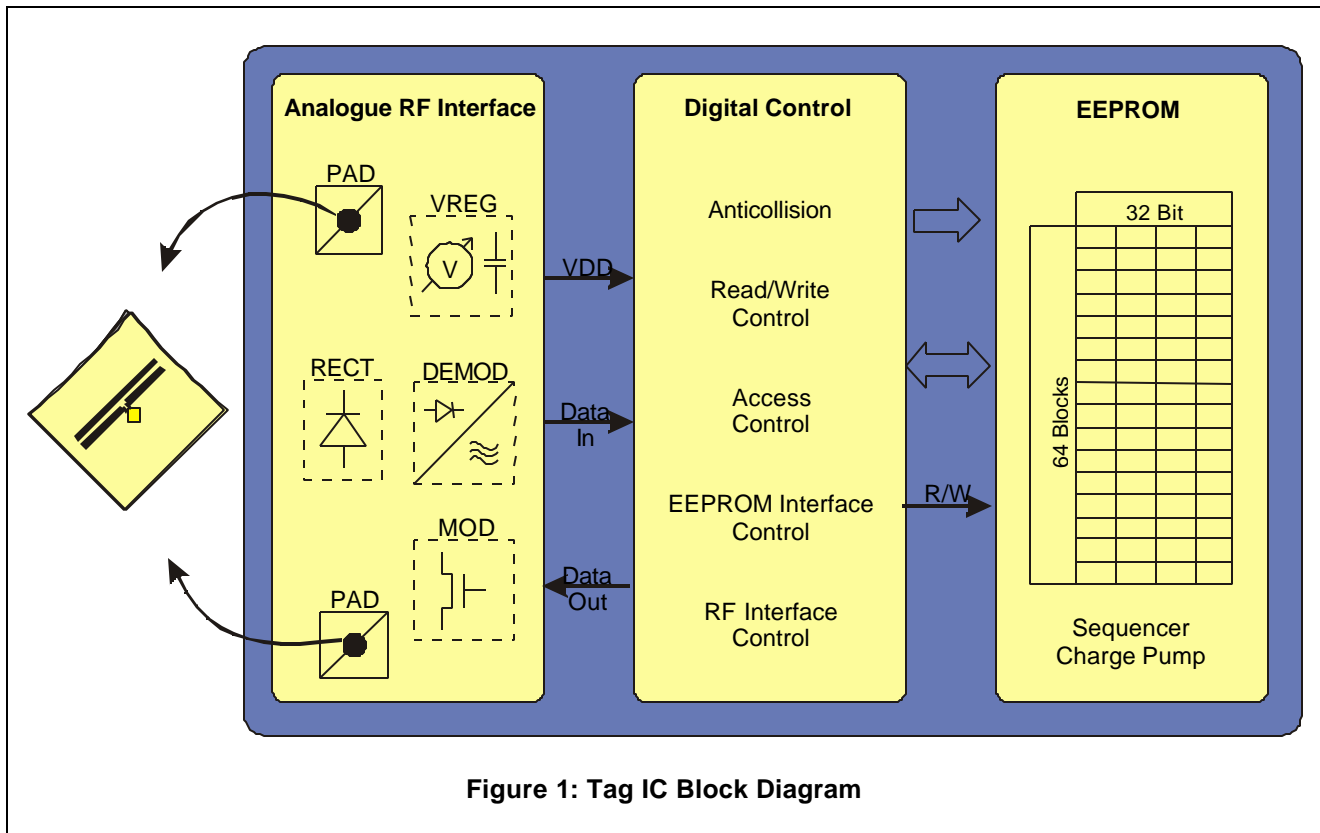 Analogue RF Interface
PAD
VREG
V
RECT
DEMOD
MOD
PAD
VDD
Data
In
Data
Out
Digital Control
Anticollision
Read/Write
Control
Access
Control
EEPROM Interface
Control
RF Interface
Control
R/W
EEPROM
32 Bit
64 Blocks
Sequencer
Charge Pump
Figure 1: Tag IC Block Diagram